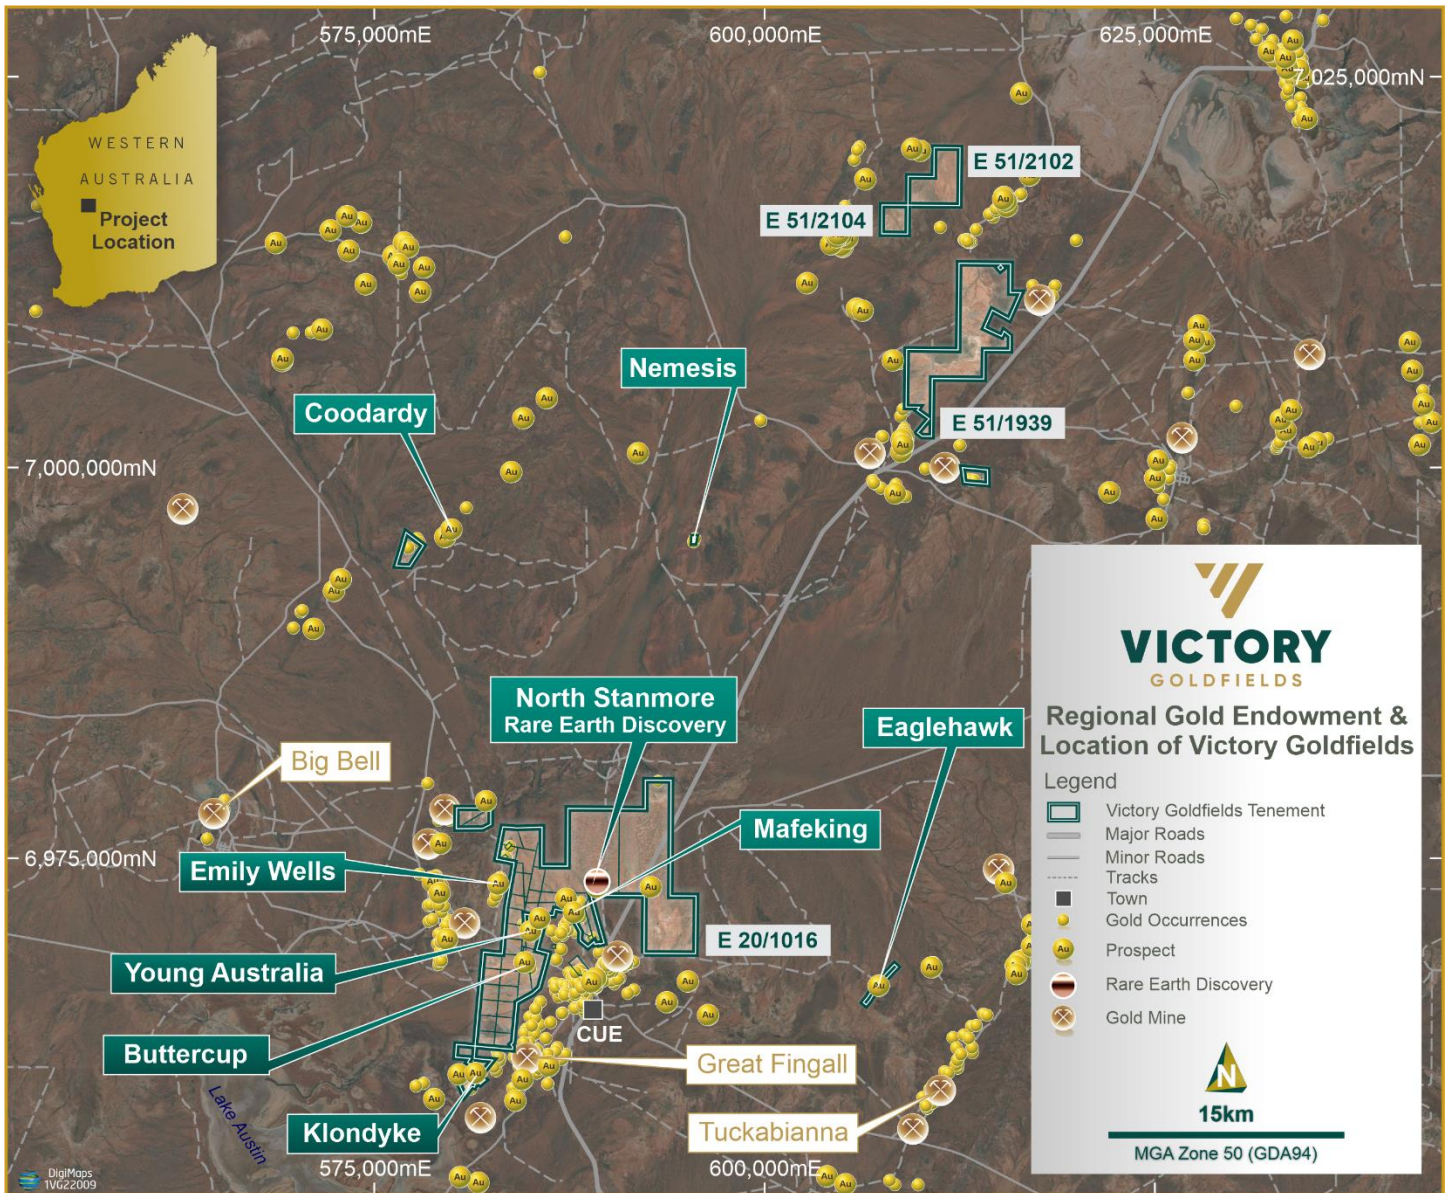 575,000mE
600,000mE
625,000mE
7,025,000mN
WESTERN
AUSTRALIA
Project
Location
E 51/2102
E 51/2104
Nemesis
Coodardy
E 51/1939
7,000,000mN
North Stanmore
Rare Earth Discovery
Eaglehawk
Big Bell
Mafeking
6,975,000mN
Emily Wells
E 20/1016
Young Australia
CUE
Buttercup
Great Fingall
Lake Austin
Klondyke
Tuckabianna
575,000mE
600,000mE
DigiMaps
1VG22009
VICTORY
GOLDFIELDS
Regional Gold Endowment &
Location of Victory Goldfields
Legend
Victory Goldfields Tenement
Major Roads
Minor Roads
Tracks
Town
Gold Occurrences
Au
Prospect
Rare Earth Discovery
Gold Mine
N
15km
MGA Zone 50 (GDA94)